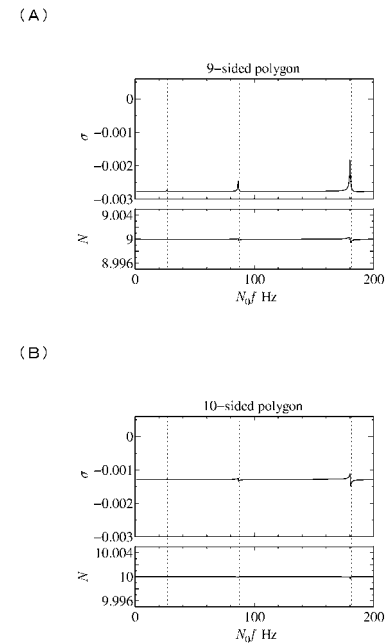 (A)
9-sided polygon
0
-0.001
-0.002
-0.003
σ
9.004
9
8.996
N
0 100 200
N₀f Hz
(B)
10-sided polygon
0
-0.001
-0.002
-0.003
σ
10.004
10
9.996
N
0 100 200
N₀f Hz